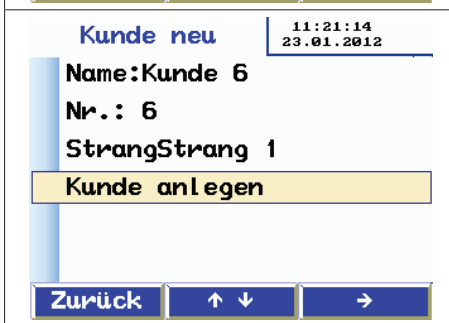 Kunde neu
11:21:14
23.01.2012
Name:Kunde 6
Nr.: 6
StrangStrang 1
Kunde anlegen
Zurück ↑ ↓ →